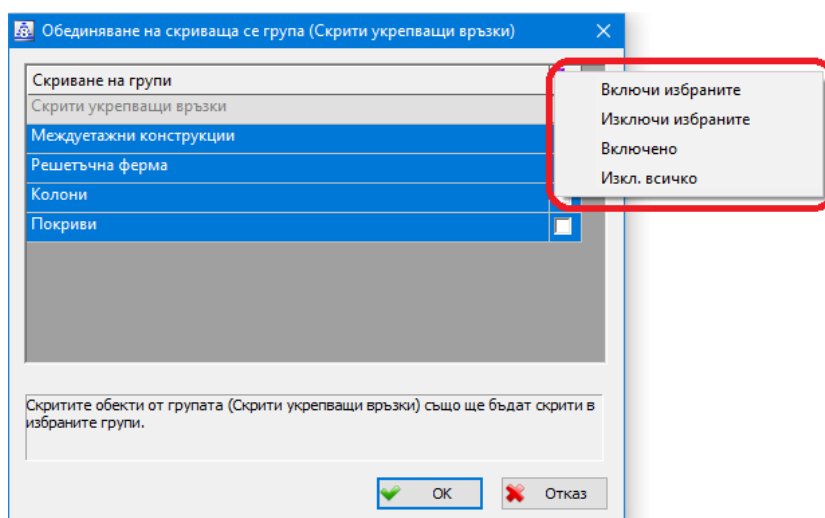 Обединяване на скриваща се група (Скрити укрепващи връзки)
Скриване на групи
Скрити укрепващи връзки
Междуетажни конструкции
Решетъчна ферма
Колони
Покриви
Включи избраните
Изключи избраните
Включено
Изкл. всичко
Скритите обекти от групата (Скрити укрепващи връзки) също ще бъдат скрити в
избраните групи.
OK
Отказ